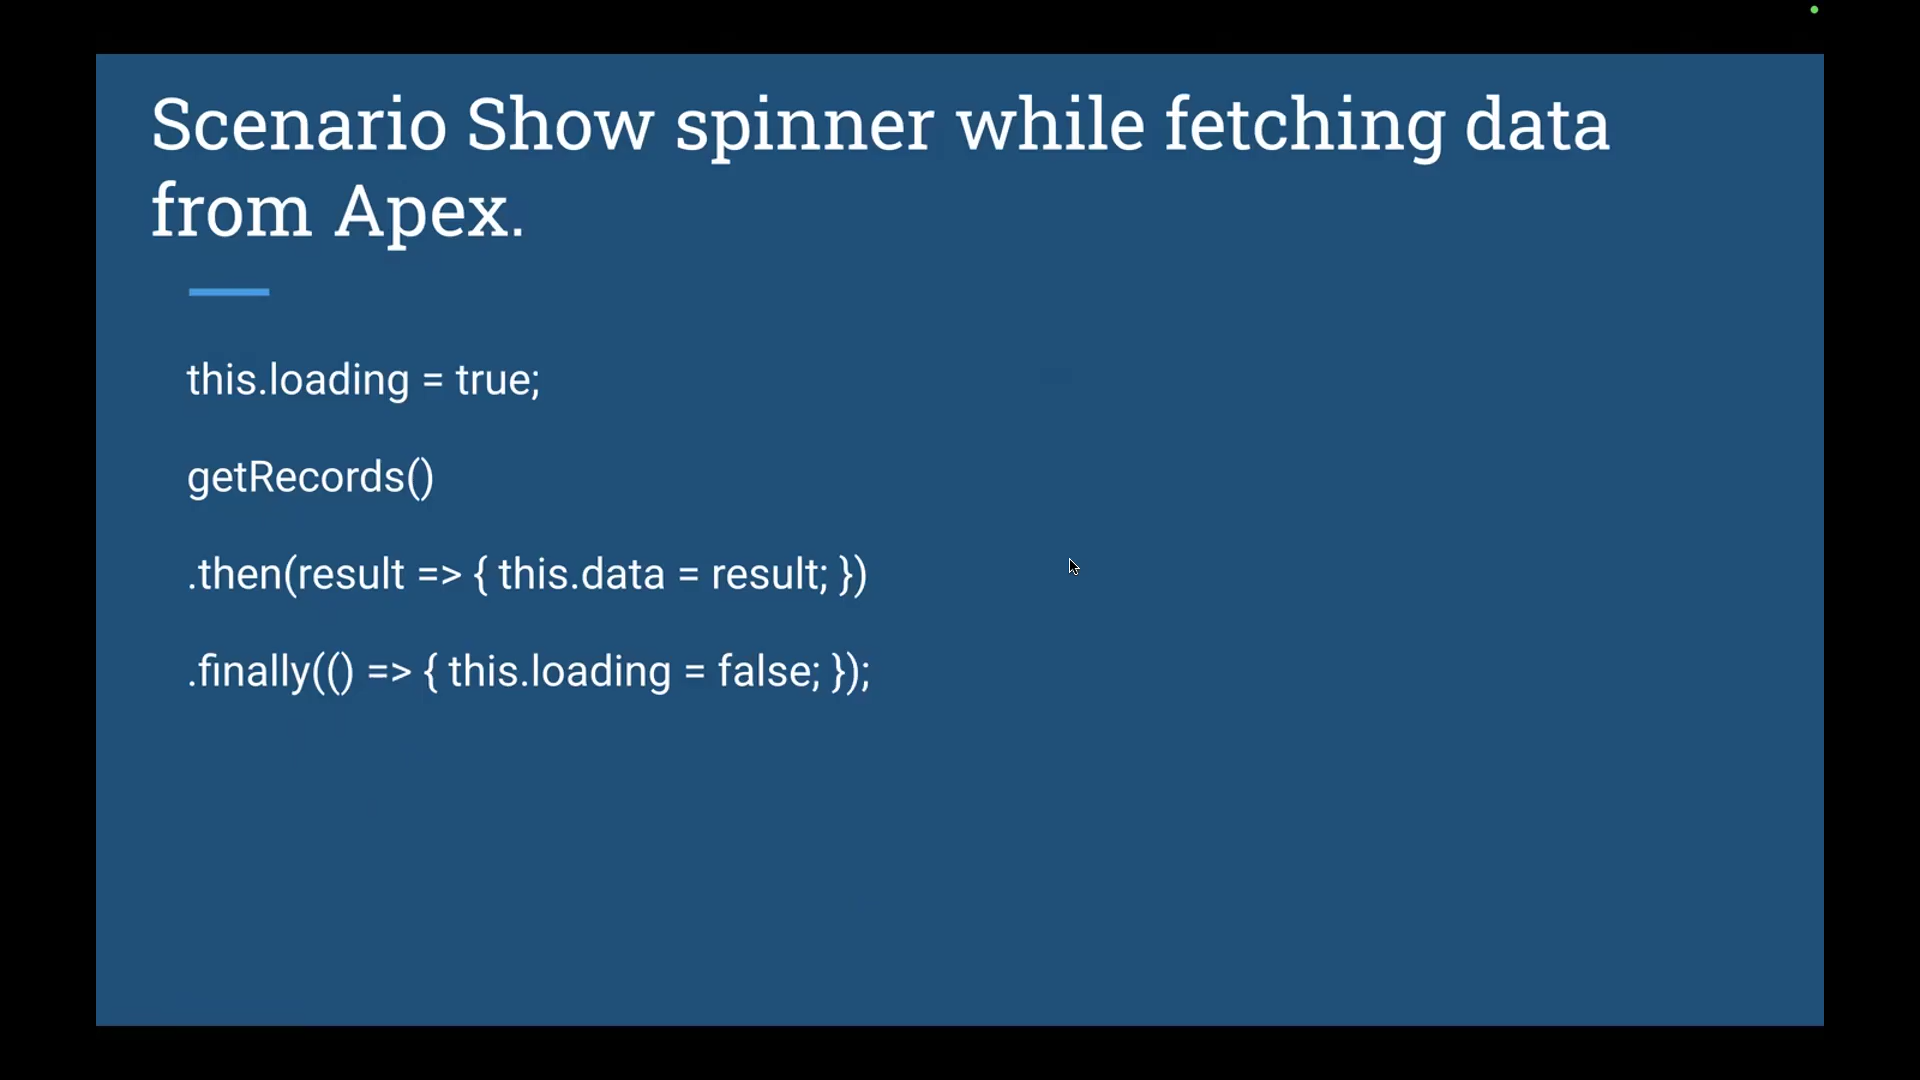 Scenario Show spinner while fetching data
from Apex.
this.loading = true;
getRecords()
.then(result => { this.data = result; })
.finally(() => { this.loading = false; });